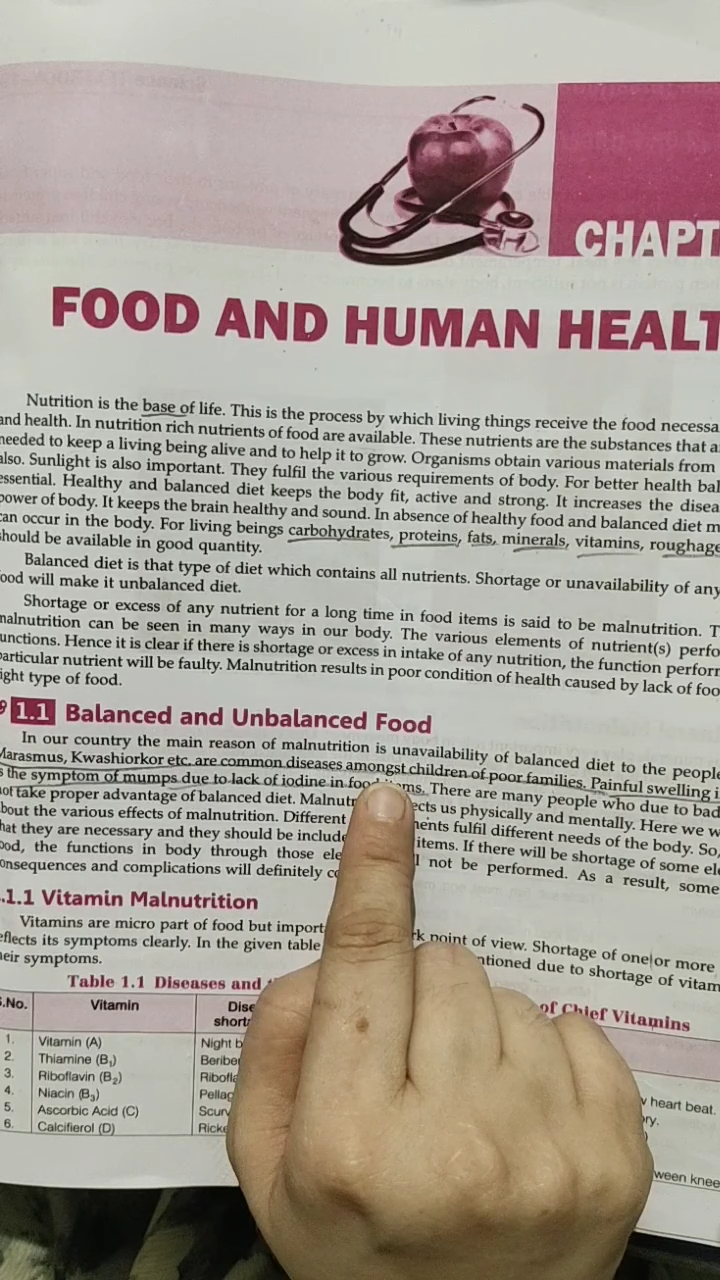 CHAPT
FOOD AND HUMAN HEALT
Nutrition is the base of life. This is the process by which living things receive the food necessa
and health. In nutrition rich nutrients of food are available. These nutrients are the substances that a
needed to keep a living being alive and to help it to grow. Organisms obtain various materials from
also. Sunlight is also important. They fulfil the various requirements of body. For better health bal
essential. Healthy and balanced diet keeps the body fit, active and strong. It increases the disea
power of body. It keeps the brain healthy and sound. In absence of healthy food and balanced diet m
can occur in the body. For living beings carbohydrates, proteins, fats, minerals, vitamins, roughage
should be available in good quantity.
Balanced diet is that type of diet which contains all nutrients. Shortage or unavailability of any
ood will make it unbalanced diet.
Shortage or excess of any nutrient for a long time in food items is said to be malnutrition. T
nalnutrition can be seen in many ways in our body. The various elements of nutrient(s) perfo
unctions. Hence it is clear if there is shortage or excess in intake of any nutrition, the function perform
particular nutrient will be faulty. Malnutrition results in poor condition of health caused by lack of foo
ight type of food.
1.1 Balanced and Unbalanced Food
In our country the main reason of malnutrition is unavailability of balanced diet to the people
Marasmus, Kwashiorkor etc. are common diseases amongst children of poor families. Painful swelling i
s the symptom of mumps due to lack of iodine in food items. There are many people who due to bad
not take proper advantage of balanced diet. Malnutr ects us physically and mentally. Here we w
bout the various effects of malnutrition. Different ments fulfil different needs of the body. So,
hat they are necessary and they should be include items. If there will be shortage of some ele
ood, the functions in body through those ele l not be performed. As a result, some
onsequences and complications will definitely c
.1.1 Vitamin Malnutrition
Vitamins are micro part of food but import rk point of view. Shortage of one or more
eflects its symptoms clearly. In the given table ntioned due to shortage of vitam
eir symptoms.
Table 1.1 Diseases and of Chief Vitamins
S.No. Vitamin Dise
short
1. Vitamin (A) Night b
2. Thiamine (B₁) Beribe y heart beat.
3. Riboflavin (B₂) Ribofla ry.
4. Niacin (B₃) Pellag )
5. Ascorbic Acid (C) Scurv
6. Calciferol (D) Ricke ween knee